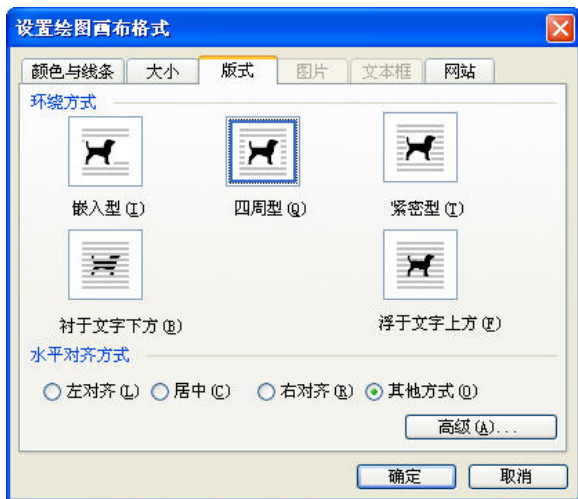 设置绘图画布格式
颜色与线条 大小 版式 图片 文本框 网站
环绕方式
嵌入型(I) 四周型(Q) 紧密型(T)
衬于文字下方(B) 浮于文字上方(F)
水平对齐方式
左对齐(L) 居中(C) 右对齐(R) 其他方式(O)
高级(A)...
确定 取消